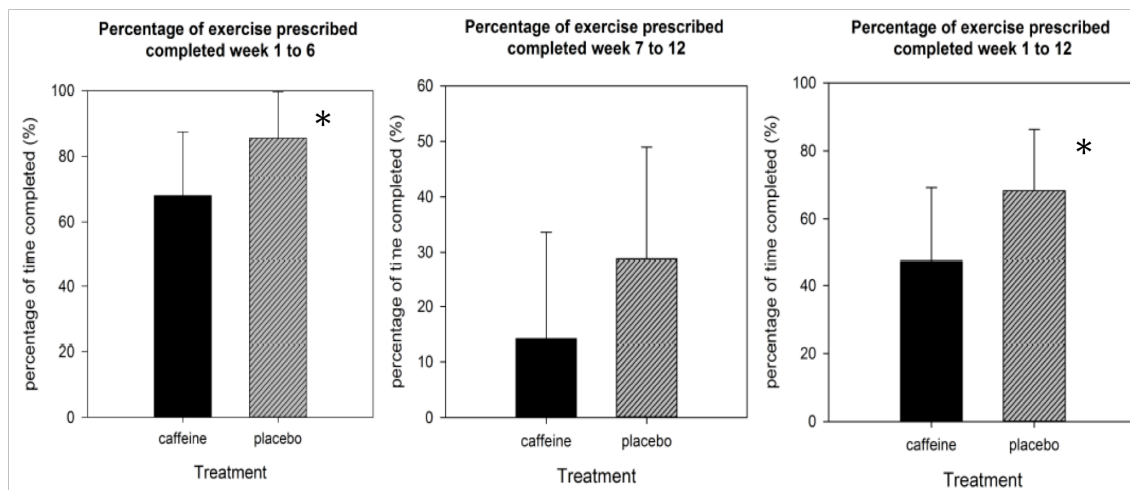 Percentage of exercise prescribed
completed week 1 to 6
percentage of time completed (%)
100
80
60
40
20
0
caffeine placebo
Treatment
*
Percentage of exercise prescribed
completed week 7 to 12
percentage of time completed (%)
60
50
40
30
20
10
0
caffeine placebo
Treatment
Percentage of exercise prescribed
completed week 1 to 12
percentage of time completed (%)
100
80
60
40
20
0
caffeine placebo
Treatment
*